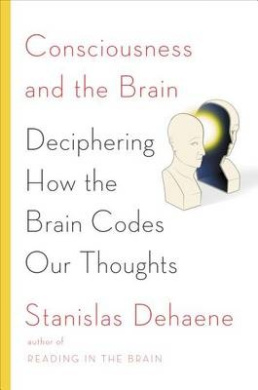 Consciousness
and the Brain
Deciphering
How the
Brain Codes
Our Thoughts
Stanislas Dehaene
author of
READING IN THE BRAIN